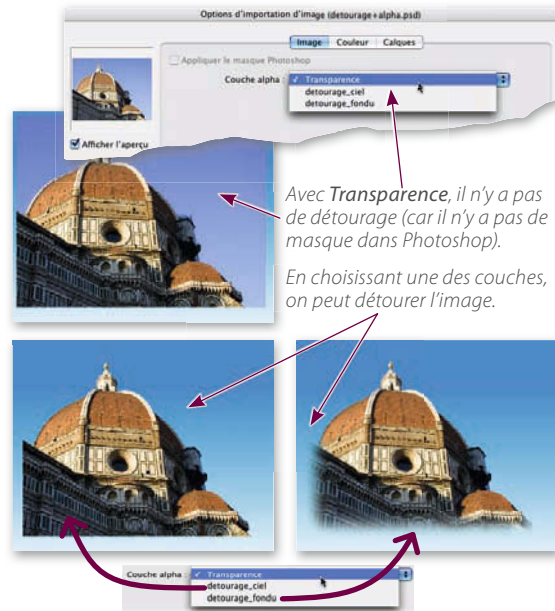 Options d'importation d'image (detourage+alpha.psd)
Image Couleur Calques
Appliquer le masque Photoshop
Couche alpha : ✓ Transparence
detourage_ciel
detourage_fondu
Afficher l'aperçu
Avec Transparence, il n'y a pas
de détourage (car il n'y a pas de
masque dans Photoshop).
En choisissant une des couches,
on peut détourer l'image.
Couche alpha : ✓ Transparence
detourage_ciel
detourage_fondu